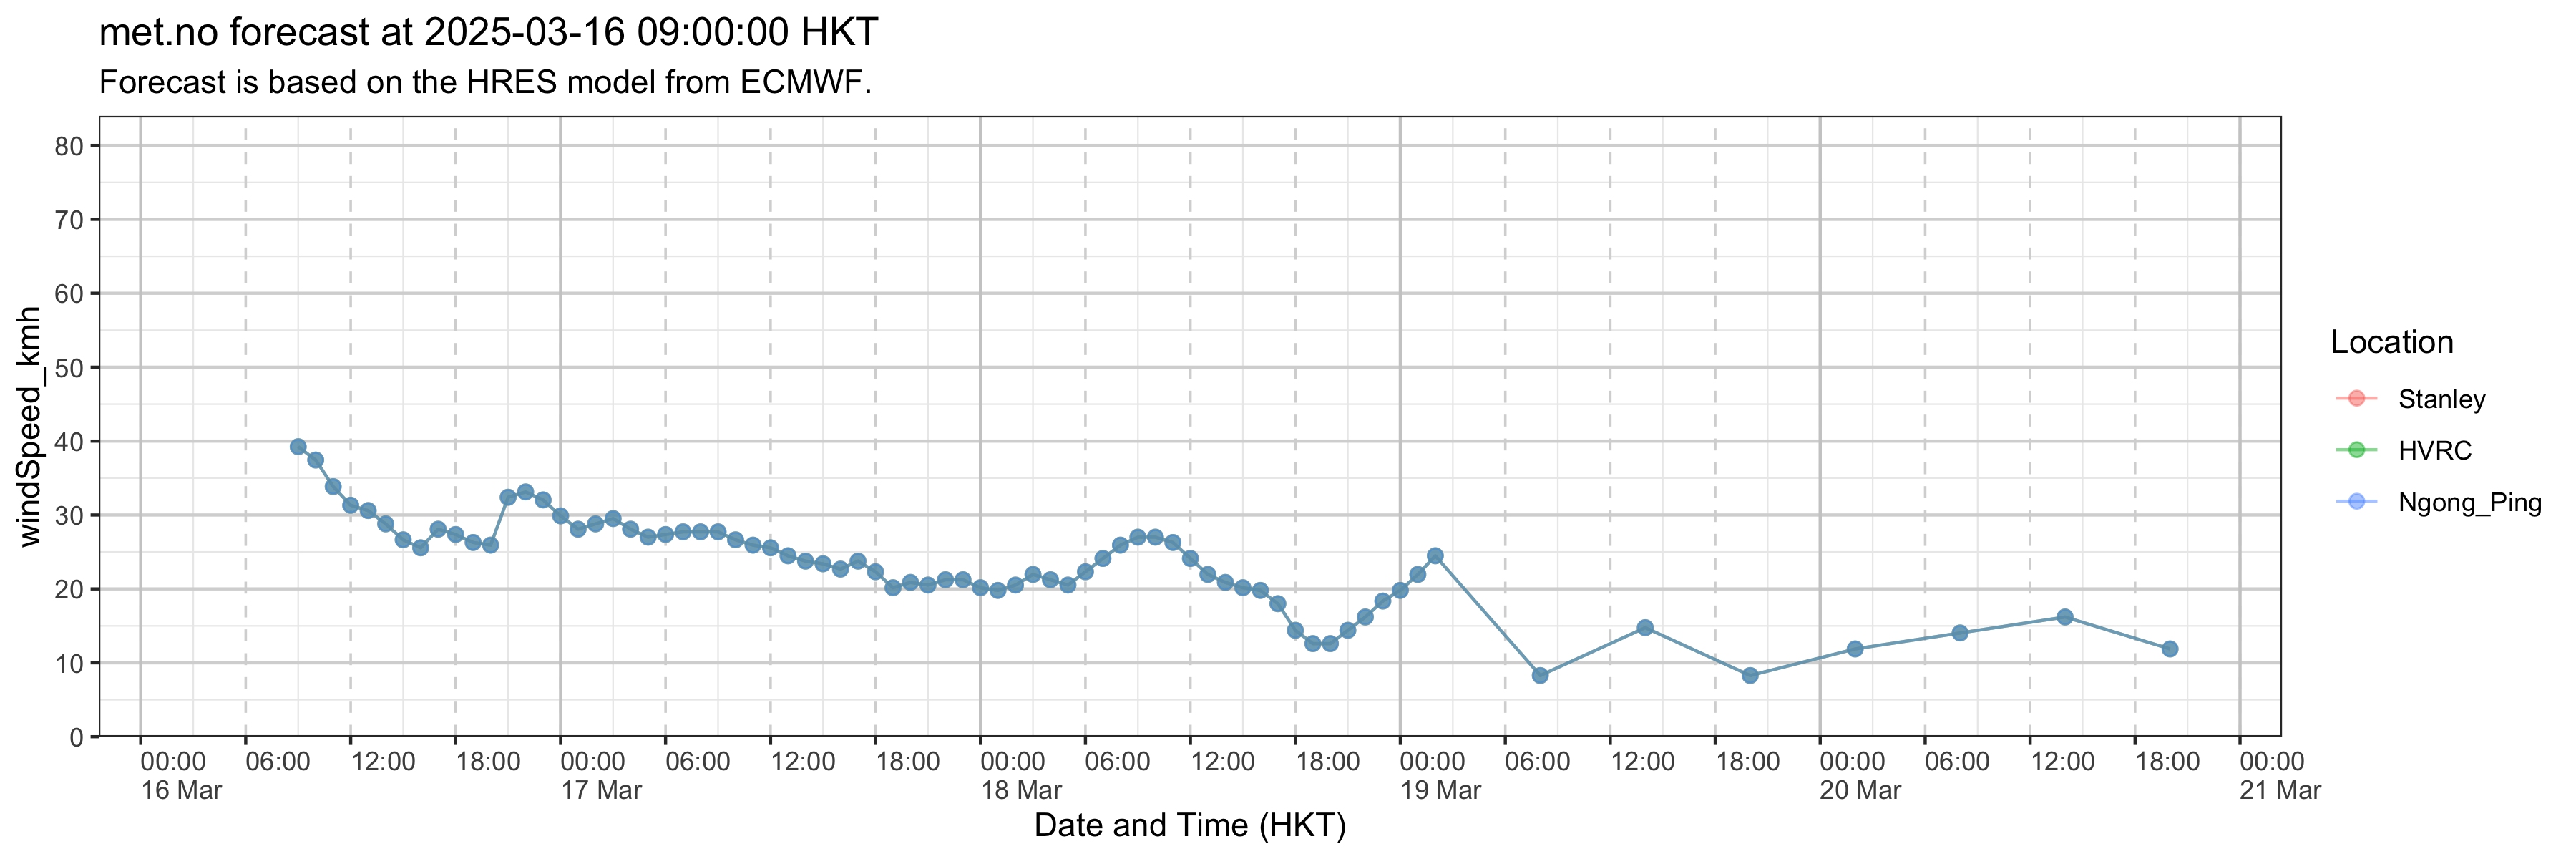 met.no forecast at 2025-03-16 09:00:00 HKT
Forecast is based on the HRES model from ECMWF.
windSpeed_kmh
80
70
60
50
40
30
20
10
0
00:00 06:00 12:00 18:00 00:00 06:00 12:00 18:00 00:00 06:00 12:00 18:00 00:00 06:00 12:00 18:00 00:00 06:00 12:00 18:00 00:00
16 Mar 17 Mar 18 Mar 19 Mar 20 Mar 21 Mar
Date and Time (HKT)
Location
Stanley
HVRC
Ngong_Ping